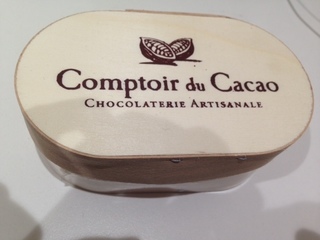 Comptoir du Cacao
Chocolaterie Artisanale